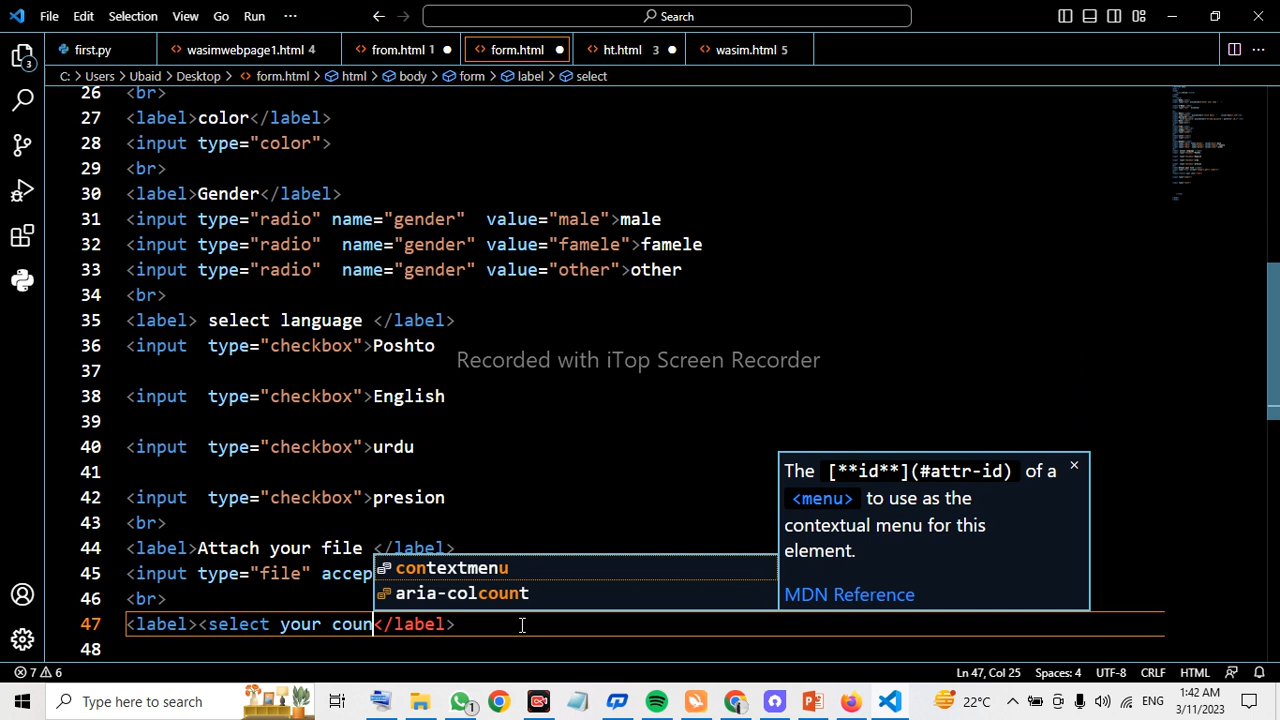 File Edit Selection View Go Run ··· Search
first.py wasimwebpage1.html 4 from.html 1 form.html ht.html 3 wasim.html 5
C: > Users > Ubaid > Desktop > form.html > html > body > form > label > select
26 <br>
27 <label>color</label>
28 <input type="color">
29 <br>
30 <label>Gender</label>
31 <input type="radio" name="gender"  value="male">male
32 <input type="radio"  name="gender" value="famele">famele
33 <input type="radio"  name="gender" value="other">other
34 <br>
35 <label> select language </label>
36 <input  type="checkbox">Poshto
Recorded with iTop Screen Recorder
37
38 <input  type="checkbox">English
39
40 <input  type="checkbox">urdu
41
42 <input  type="checkbox">presion
43 <br>
44 <label>Attach your file </label>
45 <input type="file" accep
46 <br>
47 <label><select your coun</label>
48
contextmenu
aria-colcount
The [**id**](#attr-id) of a
<menu> to use as the
contextual menu for this
element.
MDN Reference
3
7 6 Ln 47, Col 25 Spaces: 4 UTF-8 CRLF HTML
Type here to search 1 22°C ENG 1:42 AM
3/11/2023